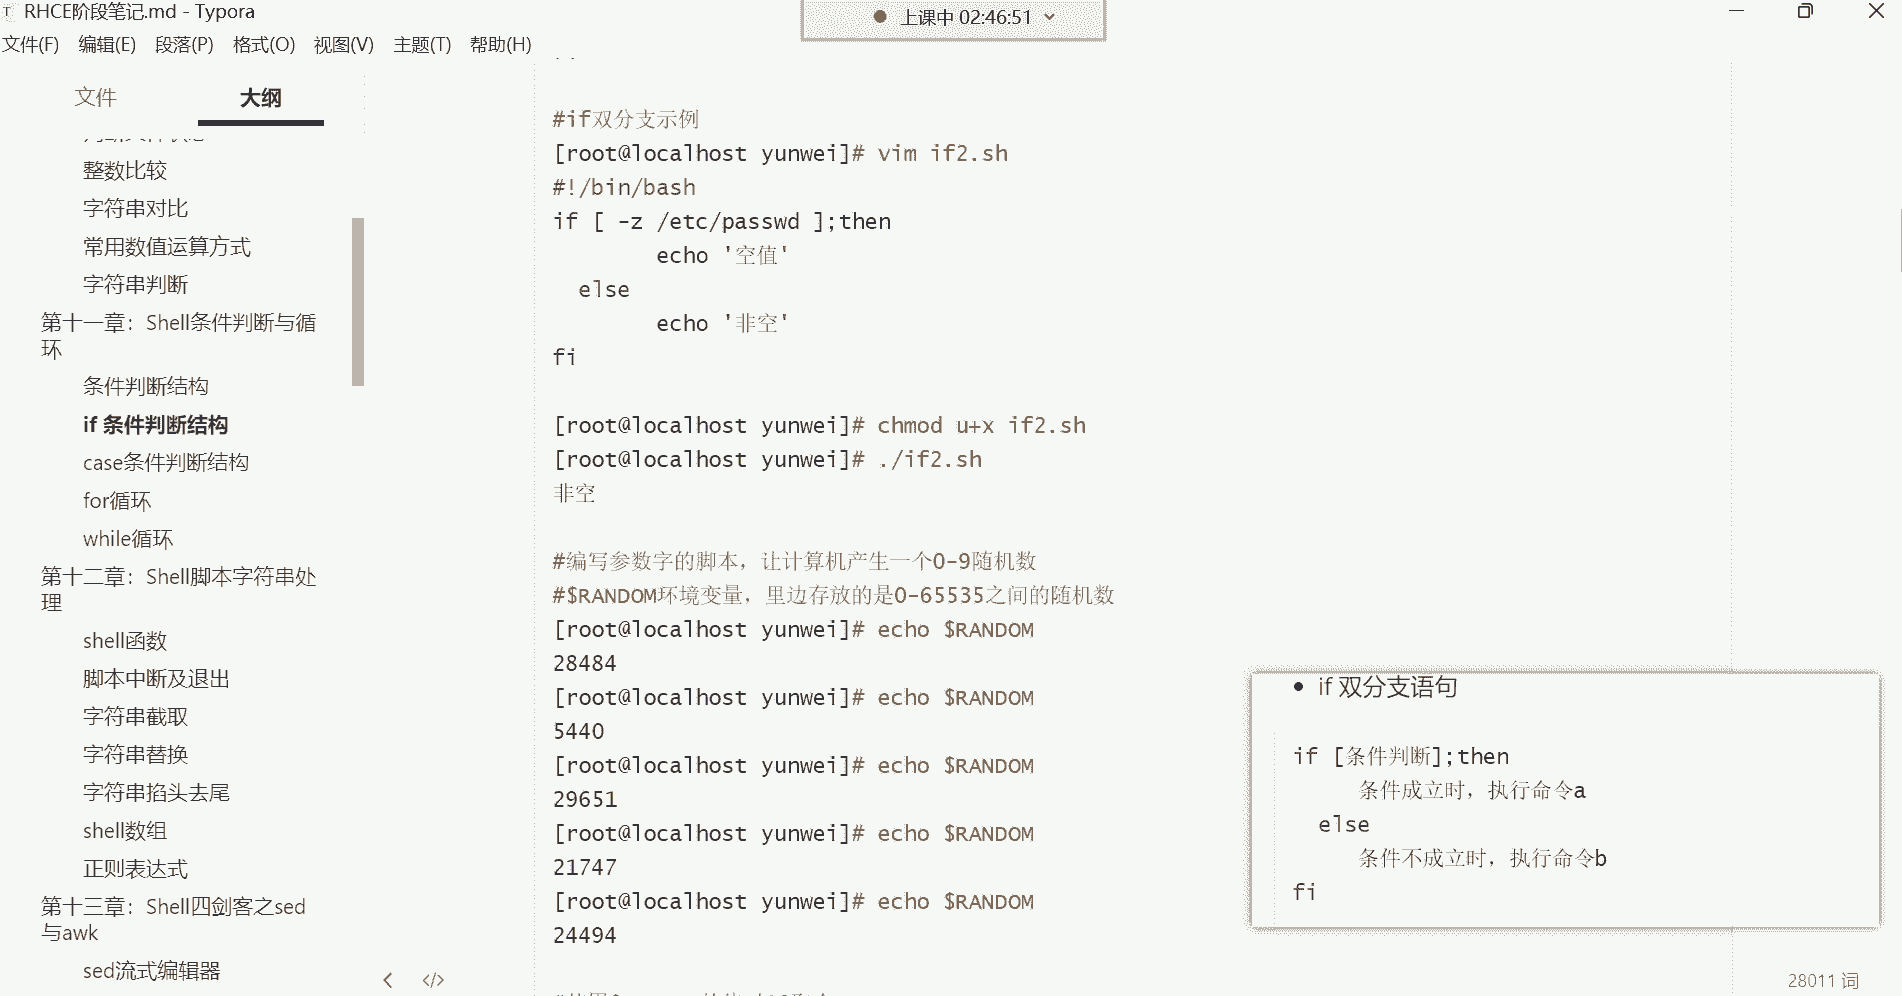 RHCE阶段笔记.md - Typora
上课中 02:46:51
文件(F) 编辑(E) 段落(P) 格式(O) 视图(V) 主题(T) 帮助(H)
文件 大纲
整数比较
字符串对比
常用数值运算方式
字符串判断
第十一章：Shell条件判断与循
环
条件判断结构
if 条件判断结构
case条件判断结构
for循环
while循环
第十二章：Shell脚本字符串处
理
shell函数
脚本中断及退出
字符串截取
字符串替换
字符串掐头去尾
shell数组
正则表达式
第十三章：Shell四剑客之sed
与awk
sed流式编辑器
#if双分支示例
[root@localhost yunwei]# vim if2.sh
#!/bin/bash
if [ -z /etc/passwd ];then
echo '空值'
else
echo '非空'
fi
[root@localhost yunwei]# chmod u+x if2.sh
[root@localhost yunwei]# ./if2.sh
非空
#编写参数字的脚本，让计算机产生一个0-9随机数
#$RANDOM环境变量，里边存放的是0-65535之间的随机数
[root@localhost yunwei]# echo $RANDOM
28484
[root@localhost yunwei]# echo $RANDOM
5440
[root@localhost yunwei]# echo $RANDOM
29651
[root@localhost yunwei]# echo $RANDOM
21747
[root@localhost yunwei]# echo $RANDOM
24494
• if 双分支语句
if [条件判断];then
条件成立时，执行命令a
else
条件不成立时，执行命令b
fi
28011 词